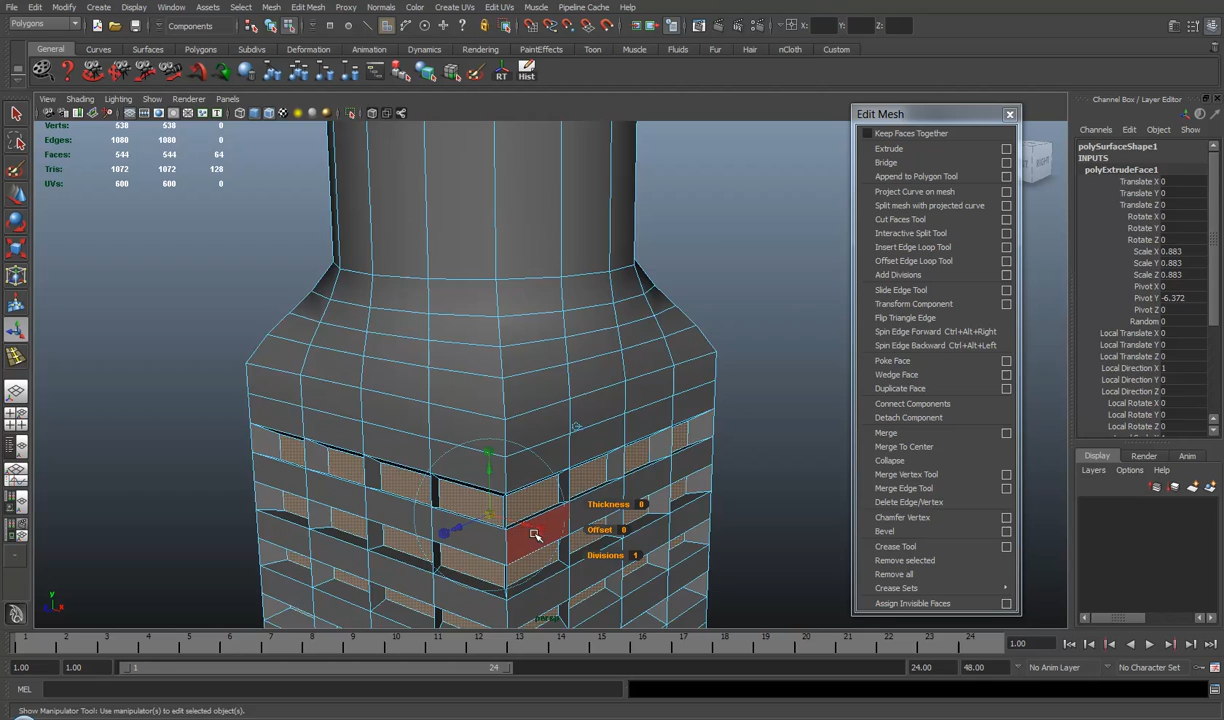 File Edit Modify Create Display Window Assets Select Mesh Edit Mesh Proxy Normals Color Create UVs Edit UVs Muscle Pipeline Cache Help
Polygons Components X: Y: Z:
General Curves Surfaces Polygons Subdivs Deformation Animation Dynamics Rendering PaintEffects Toon Muscle Fluids Fur Hair nCloth Custom
RT Hist
View Shading Lighting Show Renderer Panels
Verts: 538 538 0
Edges: 1080 1080 0
Faces: 544 544 64
Tris: 1072 1072 128
UVs: 600 600 0
RIGHT
Thickness 0
Offset 0
Divisions 1
persp
y
x
Edit Mesh
Keep Faces Together
Extrude
Bridge
Append to Polygon Tool
Project Curve on mesh
Split mesh with projected curve
Cut Faces Tool
Interactive Split Tool
Insert Edge Loop Tool
Offset Edge Loop Tool
Add Divisions
Slide Edge Tool
Transform Component
Flip Triangle Edge
Spin Edge Forward Ctrl+Alt+Right
Spin Edge Backward Ctrl+Alt+Left
Poke Face
Wedge Face
Duplicate Face
Connect Components
Detach Component
Merge
Merge To Center
Collapse
Merge Vertex Tool
Merge Edge Tool
Delete Edge/Vertex
Chamfer Vertex
Bevel
Crease Tool
Remove selected
Remove all
Crease Sets
Assign Invisible Faces
Channel Box / Layer Editor
Channels Edit Object Show
polySurfaceShape1
INPUTS
polyExtrudeFace1
Translate X 0
Translate Y 0
Translate Z 0
Rotate X 0
Rotate Y 0
Rotate Z 0
Scale X 0.883
Scale Y 0.883
Scale Z 0.883
Pivot X 0
Pivot Y -6.372
Pivot Z 0
Random 0
Local Translate X 0
Local Translate Y 0
Local Translate Z 0
Local Direction X 1
Local Direction Y 0
Local Direction Z 0
Local Rotate X 0
Local Rotate Y 0
Display Render Anim
Layers Options Help
1 2 3 4 5 6 7 8 9 10 11 12 13 14 15 16 17 18 19 20 21 22 23 24 1.00
1.00 1.00 1 24 24.00 48.00 No Anim Layer No Character Set
MEL
Show Manipulator Tool: Use manipulator(s) to edit selected object(s).